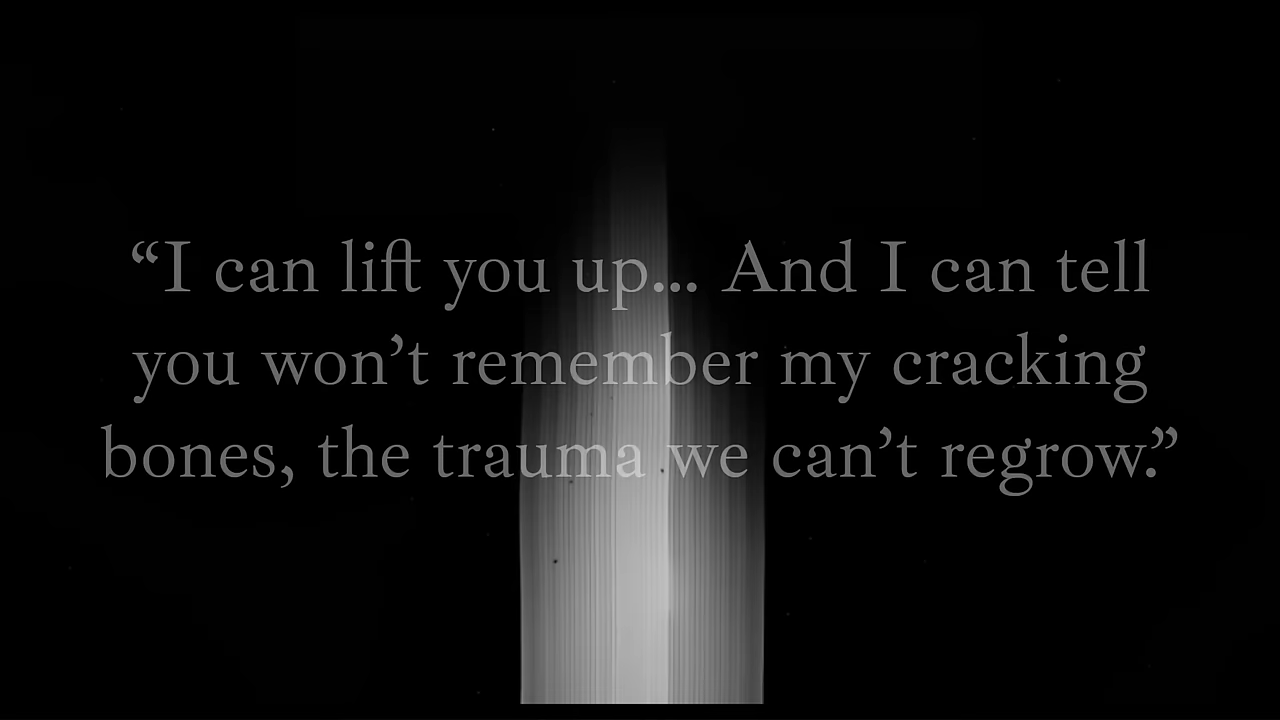 “I can lift you up... And I can tell
you won’t remember my cracking
bones, the trauma we can’t regrow.”